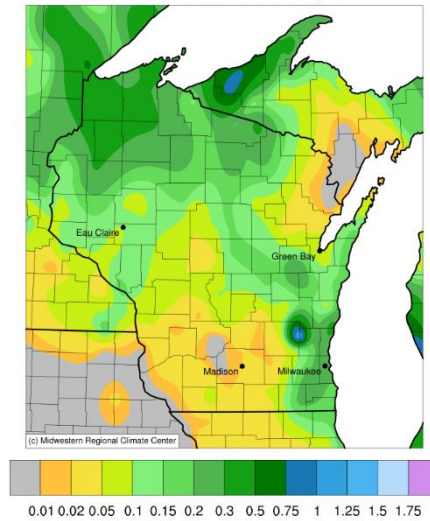 Eau Claire
Green Bay
Madison
Milwaukee
(c) Midwestern Regional Climate Center
0.01 0.02 0.05 0.1 0.15 0.2 0.3 0.5 0.75 1 1.25 1.5 1.75